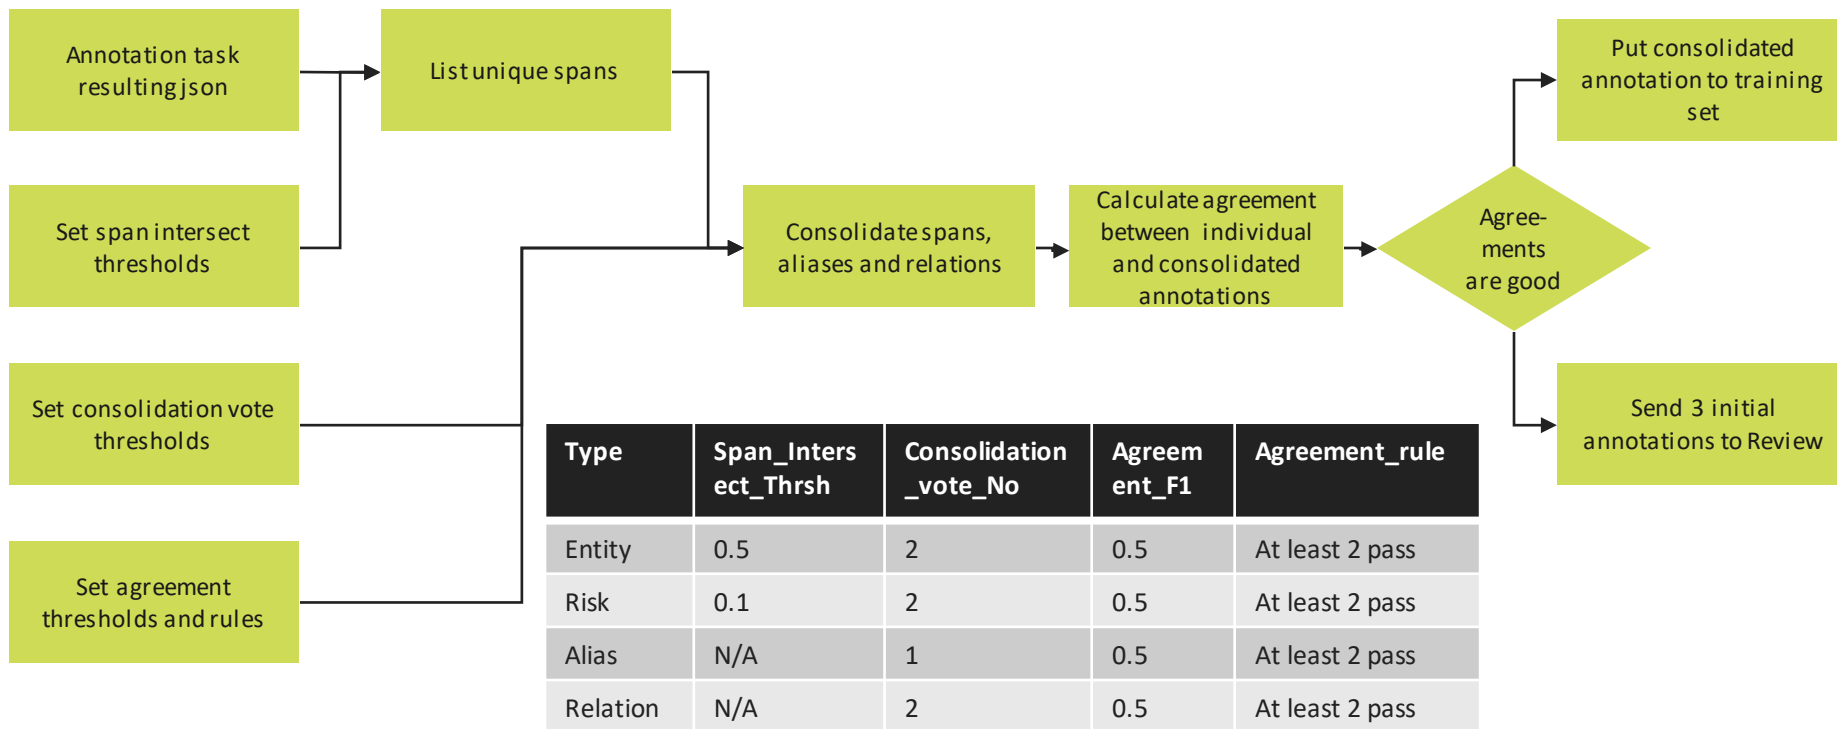 Annotation task
resulting json
List unique spans
Put consolidated
annotation to training
set
Set span intersect
thresholds
Consolidate spans,
aliases and relations
Calculate agreement
between individual
and consolidated
annotations
Agree-
ments
are good
Set consolidation vote
thresholds
Send 3 initial
annotations to Review
Set agreement
thresholds and rules
Type Span_Inters Consolidation Agreem Agreement_rule
ect_Thrsh _vote_No ent_F1
Entity 0.5 2 0.5 At least 2 pass
Risk 0.1 2 0.5 At least 2 pass
Alias N/A 1 0.5 At least 2 pass
Relation N/A 2 0.5 At least 2 pass